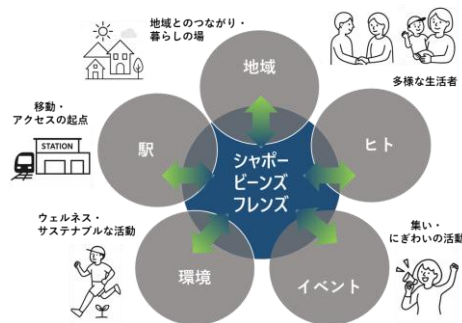 地域とのつながり・
暮らしの場
地域
多様な生活者
移動・
アクセスの起点
STATION
駅
ヒト
シャポー
ビーンズ
フレンズ
ウェルネス・
サステナブルな活動
環境
イベント
集い・
にぎわいの活動